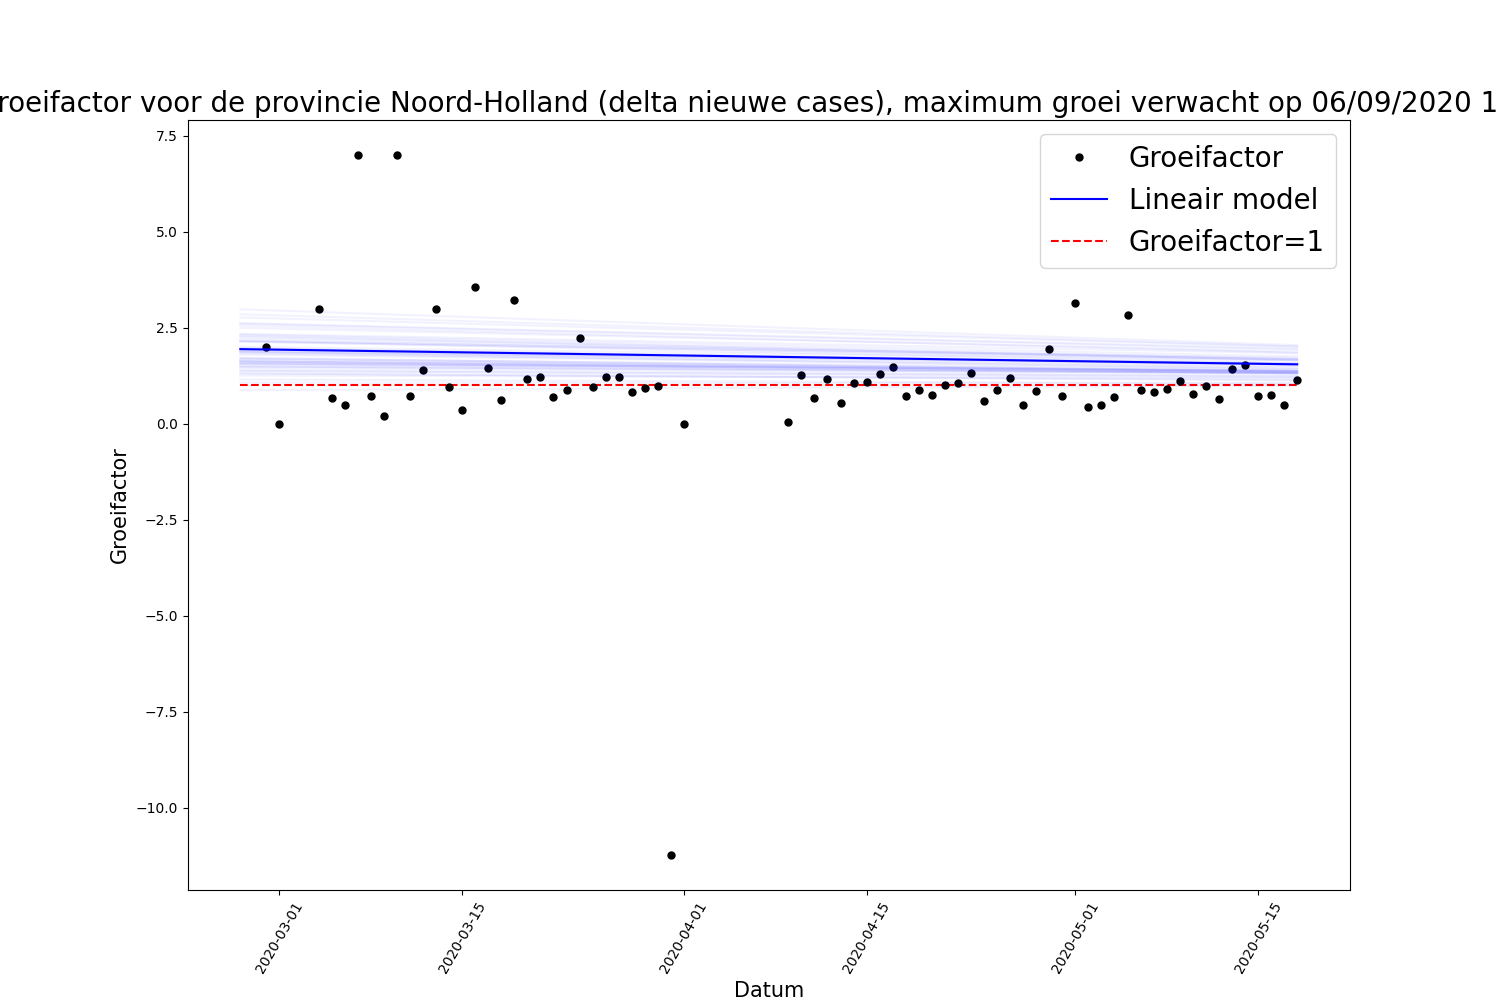 roeifactor voor de provincie Noord-Holland (delta nieuwe cases), maximum groei verwacht op 06/09/2020 1
7.5
5.0
2.5
0.0
−2.5
−5.0
−7.5
−10.0
Groeifactor
Groeifactor
Lineair model
Groeifactor=1
2020-03-01
2020-03-15
2020-04-01
2020-04-15
2020-05-01
2020-05-15
Datum